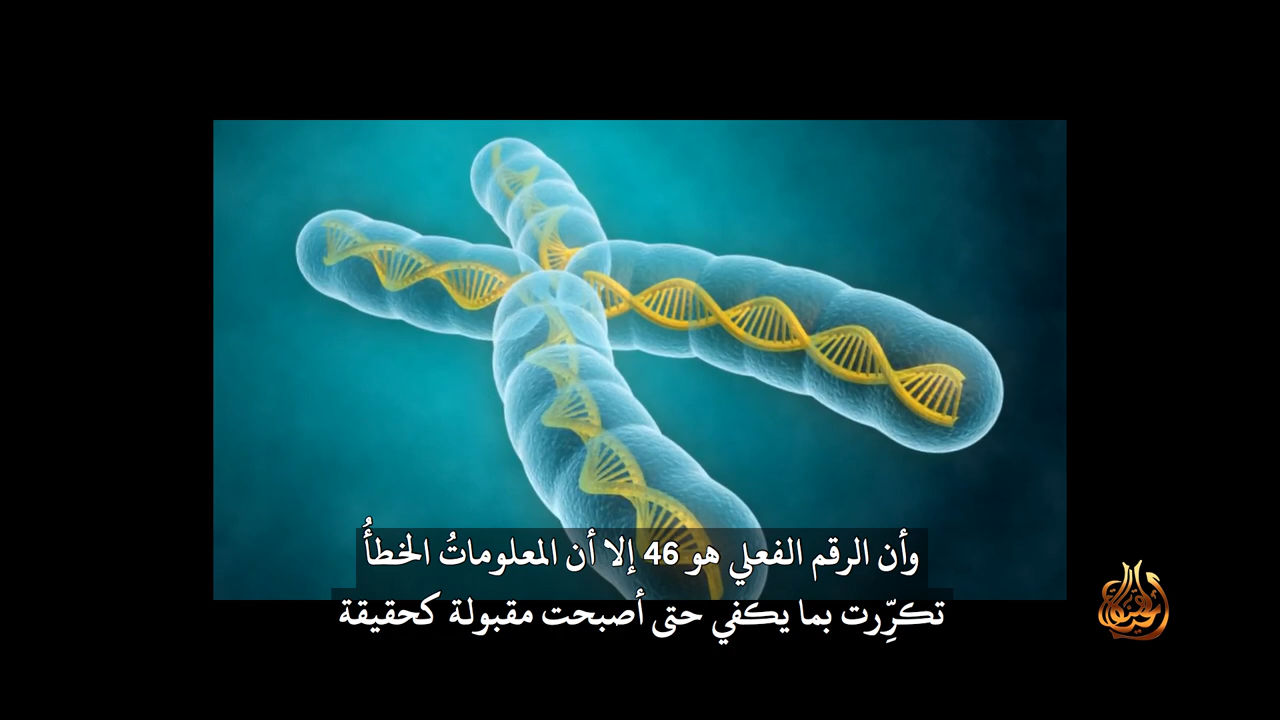 وأن الرقم الفعلي هو 46 إلا أن المعلوماتُ الخطأُ
تكرِّرت بما يكفي حتى أصبحت مقبولة كحقيقة